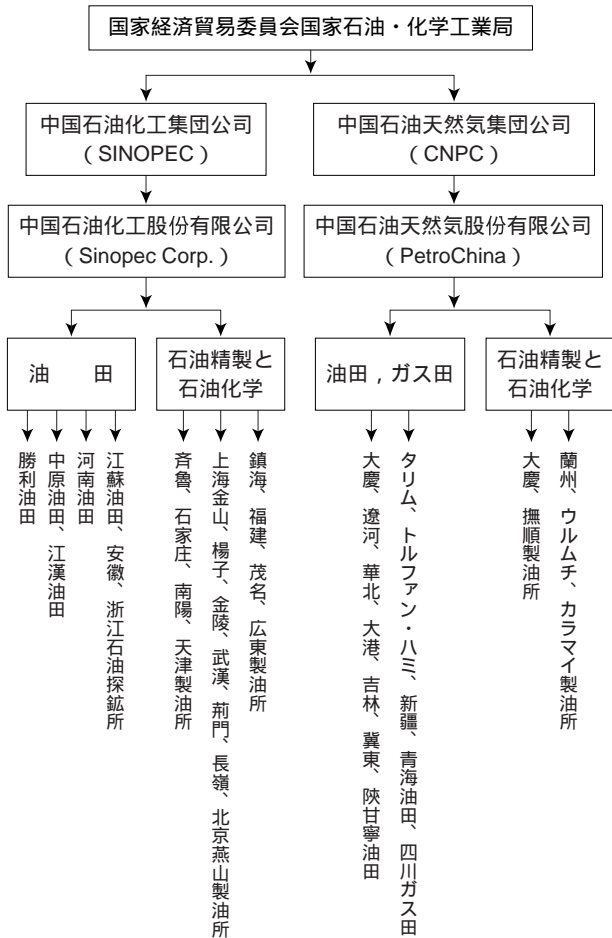 国家経済貿易委員会国家石油・化学工業局
中国石油化工集団公司
（SINOPEC）
中国石油天然気集団公司
（CNPC）
中国石油化工股份有限公司
（Sinopec Corp.）
中国石油天然気股份有限公司
（PetroChina）
油　　田
石油精製と
石油化学
油田，ガス田
石油精製と
石油化学
勝利油田
中原油田、江漢油田
河南油田
江蘇油田、安徽、浙江石油探鉱所
斉魯、石家庄、南陽、天津製油所
上海金山、楊子、金陵、武漢、荊門、長嶺、北京燕山製油所
鎮海、福建、茂名、広東製油所
大慶、遼河、華北、大港、吉林、冀東、陝甘寧油田
タリム、トルファン・ハミ、新疆、青海油田、四川ガス田
大慶、撫順製油所
蘭州、ウルムチ、カラマイ製油所